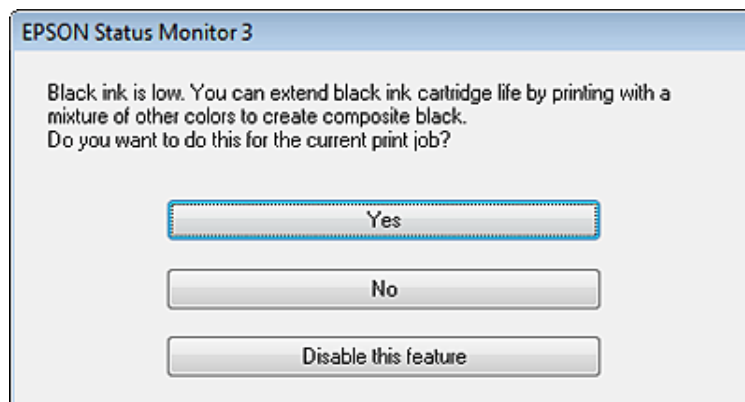 EPSON Status Monitor 3
Black ink is low. You can extend black ink cartridge life by printing with a
mixture of other colors to create composite black.
Do you want to do this for the current print job?
Yes
No
Disable this feature